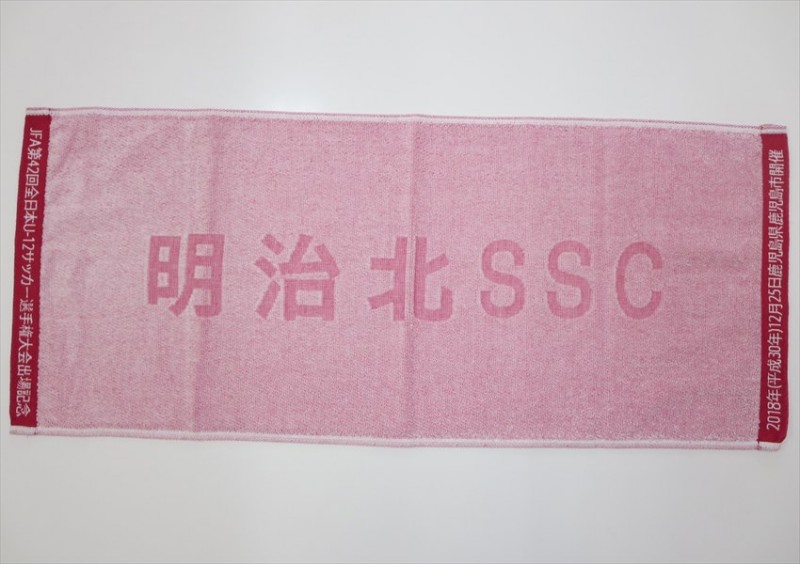 JFA第42回全日本U-12サッカー選手権大会出場記念
明治北SSC
2018年(平成30年)12月25日鹿児島県鹿児島市開催